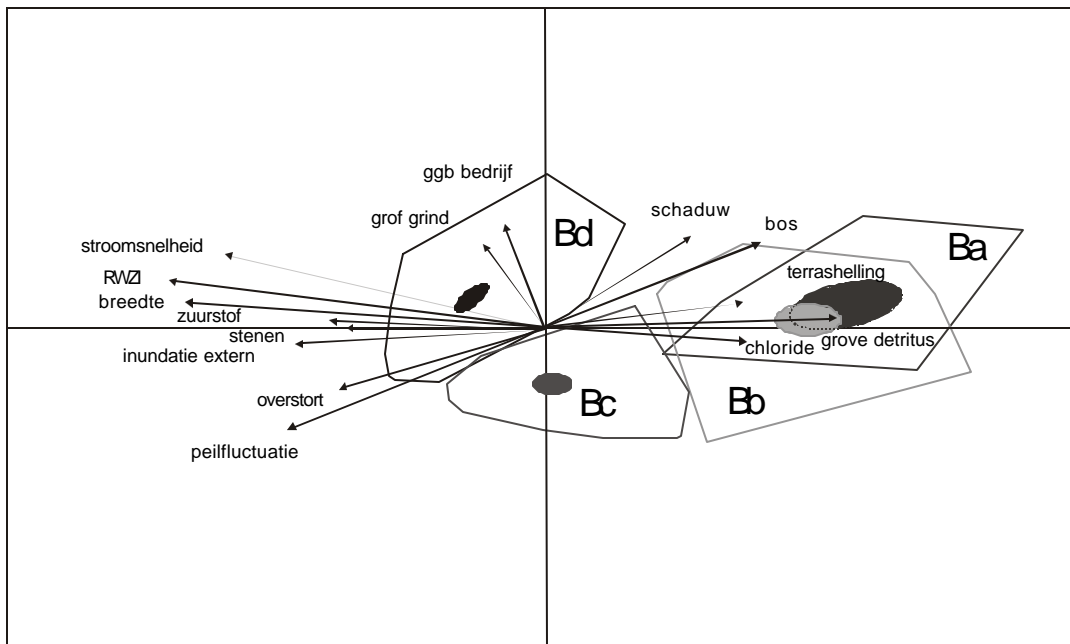 ggb bedrijf
schaduw
grof grind
bos
Bd
stroomsnelheid
Ba
RWZI
terrashelling
breedte
zuurstof
stenen
chloride
grove detritus
inundatie extern
overstort
Bc
Bb
peilfluctuatie